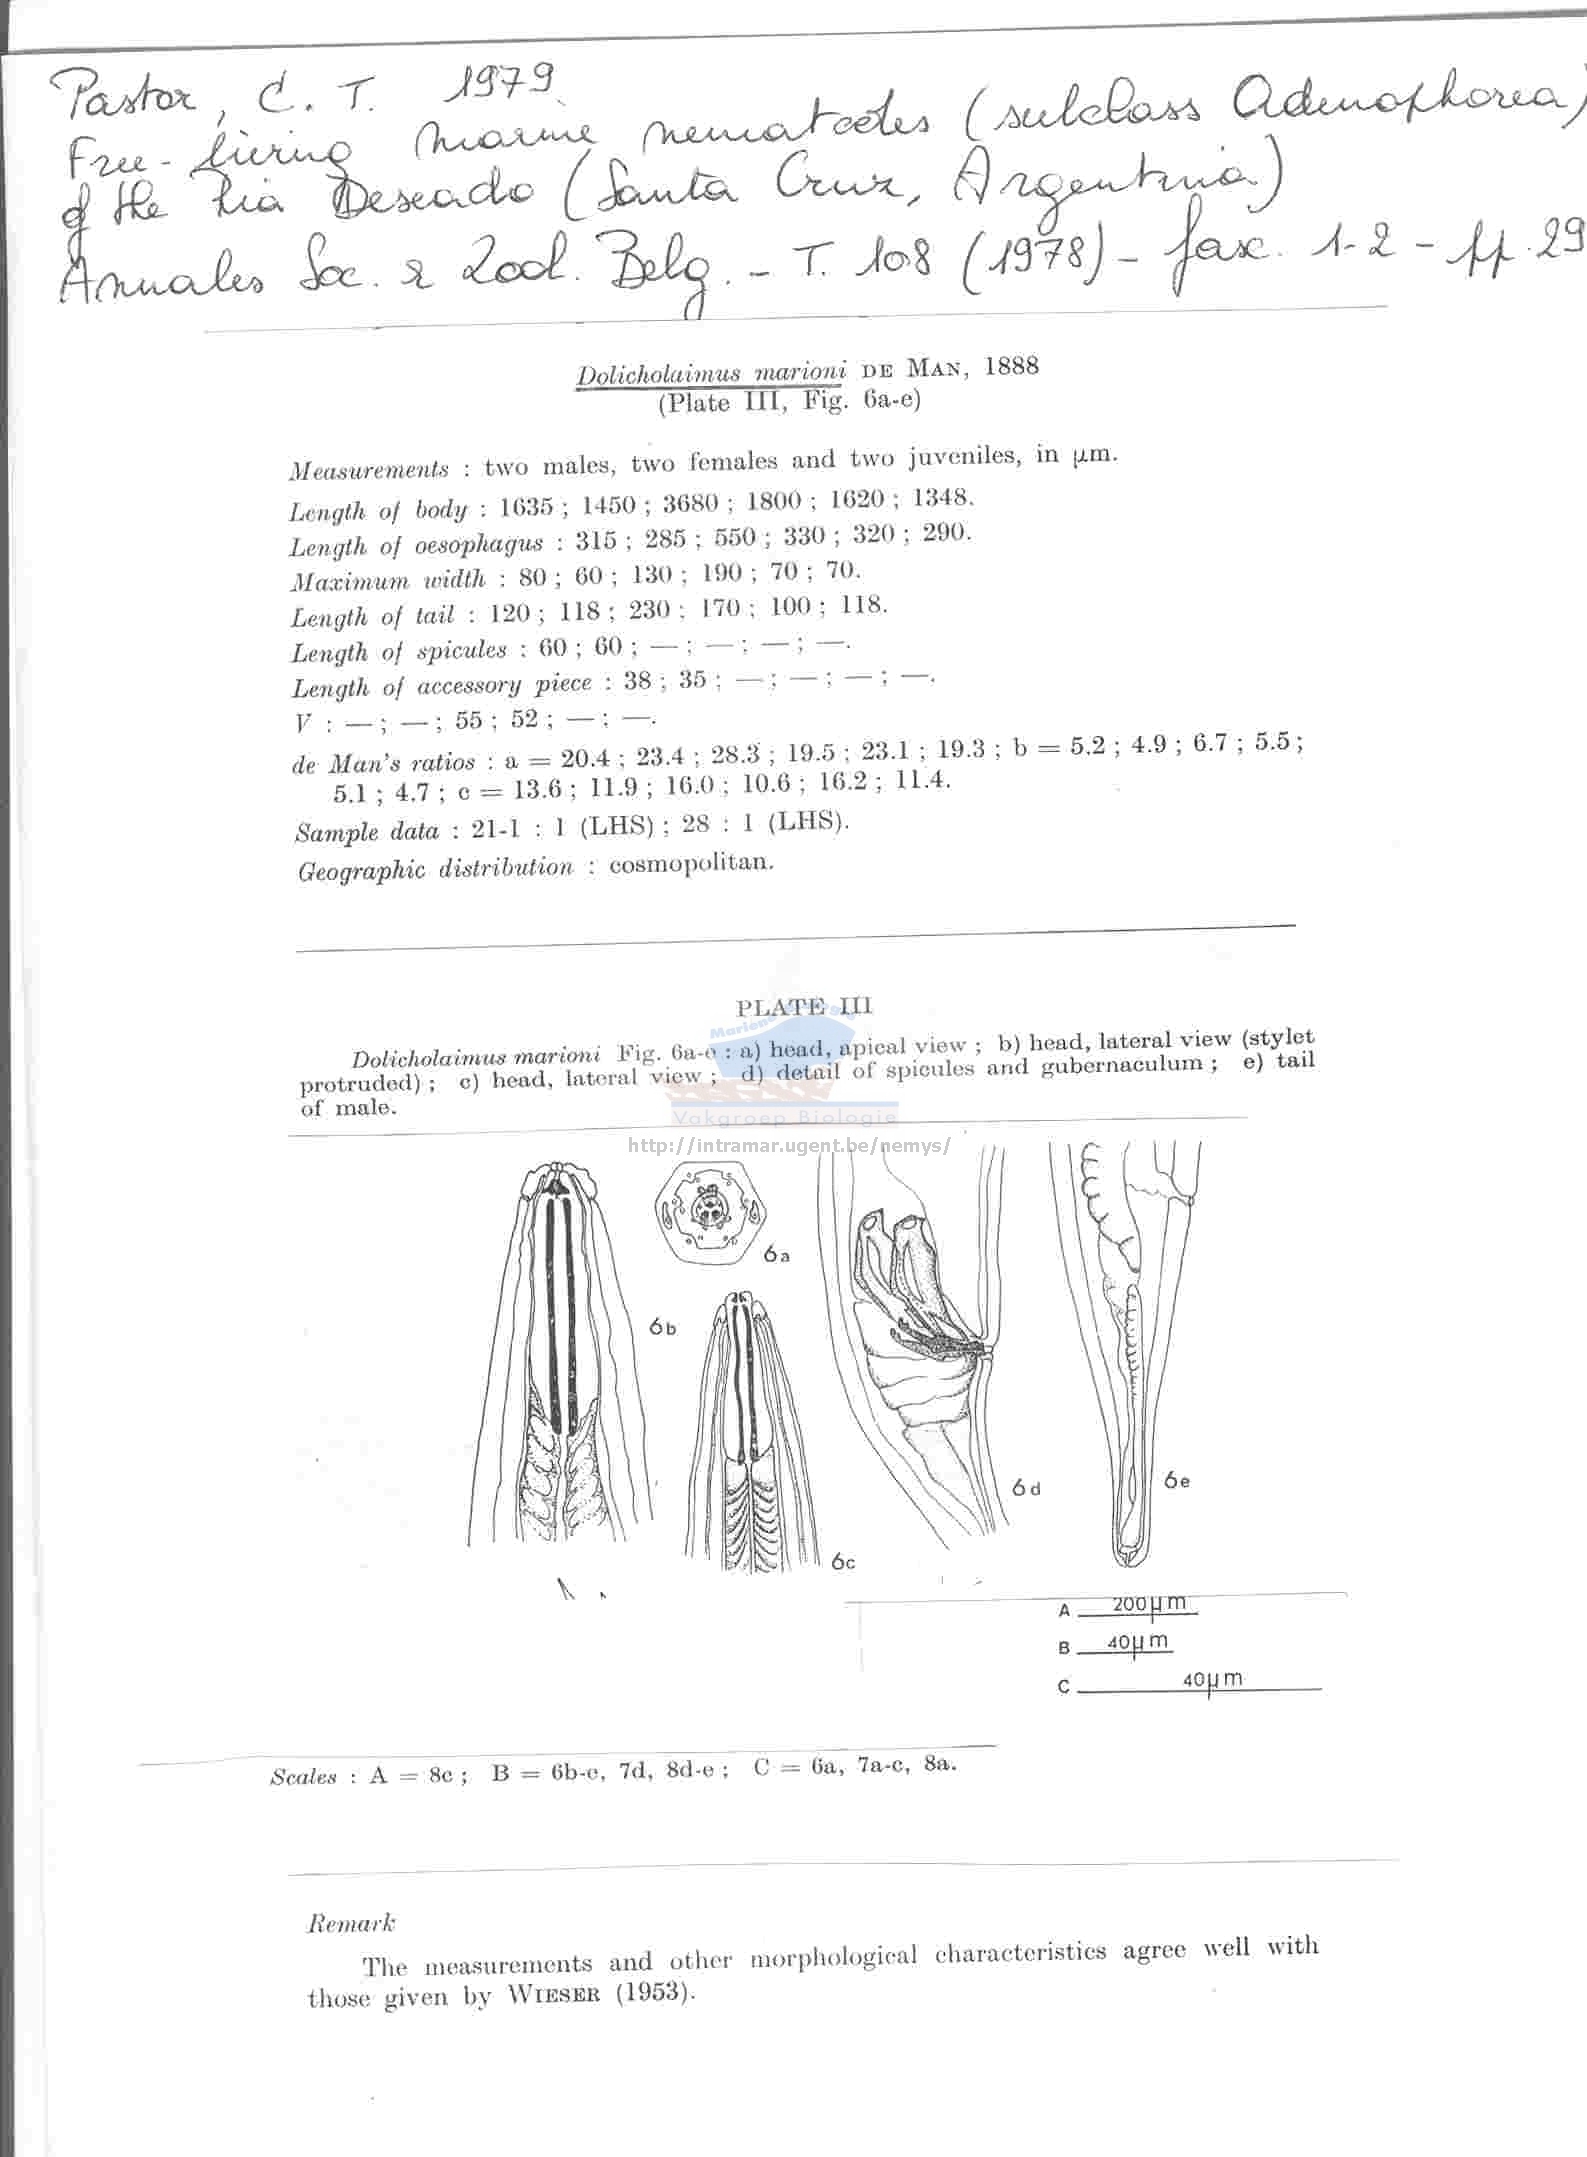 Pastor, C. T. 1979
Free-living marine nematodes (subclass Adenophorea)
of the Ria Deseado (Santa Cruz, Argentina)
Annales Soc. r. Zool. Belg. - T. 108 (1978) - fasc. 1-2 - pp. 29
Dolicholaimus marioni DE MAN, 1888
(Plate III, Fig. 6a-e)
Measurements : two males, two females and two juveniles, in µm.
Length of body : 1635 ; 1450 ; 3680 ; 1800 ; 1620 ; 1348.
Length of oesophagus : 315 ; 285 ; 550 ; 330 ; 320 ; 290.
Maximum width : 80 ; 60 ; 130 ; 190 ; 70 ; 70.
Length of tail : 120 ; 118 ; 230 ; 170 ; 100 ; 118.
Length of spicules : 60 ; 60 ; — ; — ; — ; —.
Length of accessory piece : 38 ; 35 ; — ; — ; — ; —.
V : — ; — ; 55 ; 52 ; — ; —.
de Man's ratios : a = 20.4 ; 23.4 ; 28.3 ; 19.5 ; 23.1 ; 19.3 ; b = 5.2 ; 4.9 ; 6.7 ; 5.5 ;
5.1 ; 4.7 ; c = 13.6 ; 11.9 ; 16.0 ; 10.6 ; 16.2 ; 11.4.
Sample data : 21-1 : 1 (LHS) ; 28 : 1 (LHS).
Geographic distribution : cosmopolitan.
PLATE III
Dolicholaimus marioni Fig. 6a-e : a) head, apical view ; b) head, lateral view (stylet
protruded) ; c) head, lateral view ; d) detail of spicules and gubernaculum ; e) tail
of male.
Vakgroep Biologie
http://intramar.ugent.be/nemys/
6a
6b
6c
6d
6e
A 200µm
B 40µm
C 40µm
Scales : A = 8c ; B = 6b-e, 7d, 8d-e ; C = 6a, 7a-c, 8a.
Remark
The measurements and other morphological characteristics agree well with
those given by WIESER (1953).